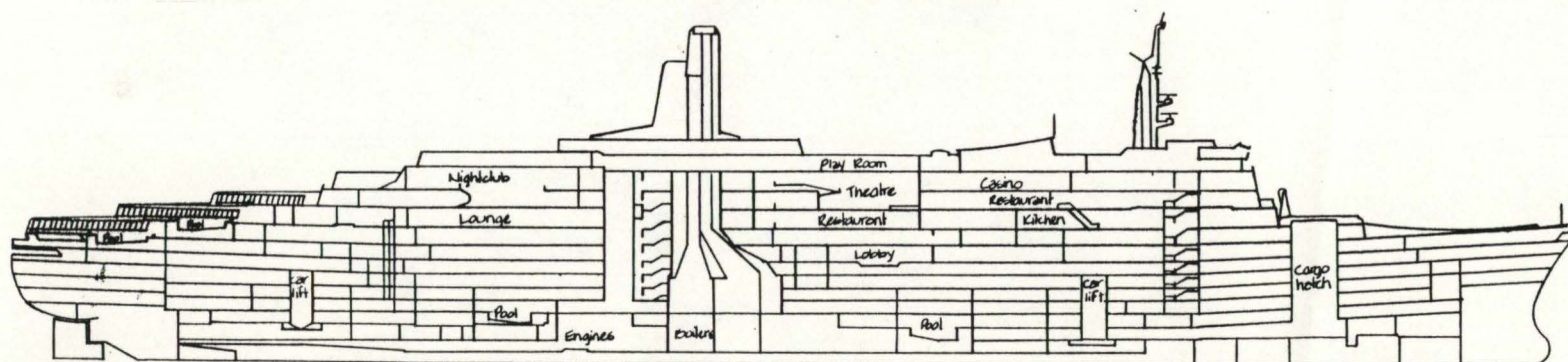 Play Room
Nightclub
Theatre
Casino
Restaurant
Lounge
Restaurant
Kitchen
Pool
Pool
Lobby
Car
lift
Car
lift
Cargo
hatch
Pool
Pool
Engines
Boilers